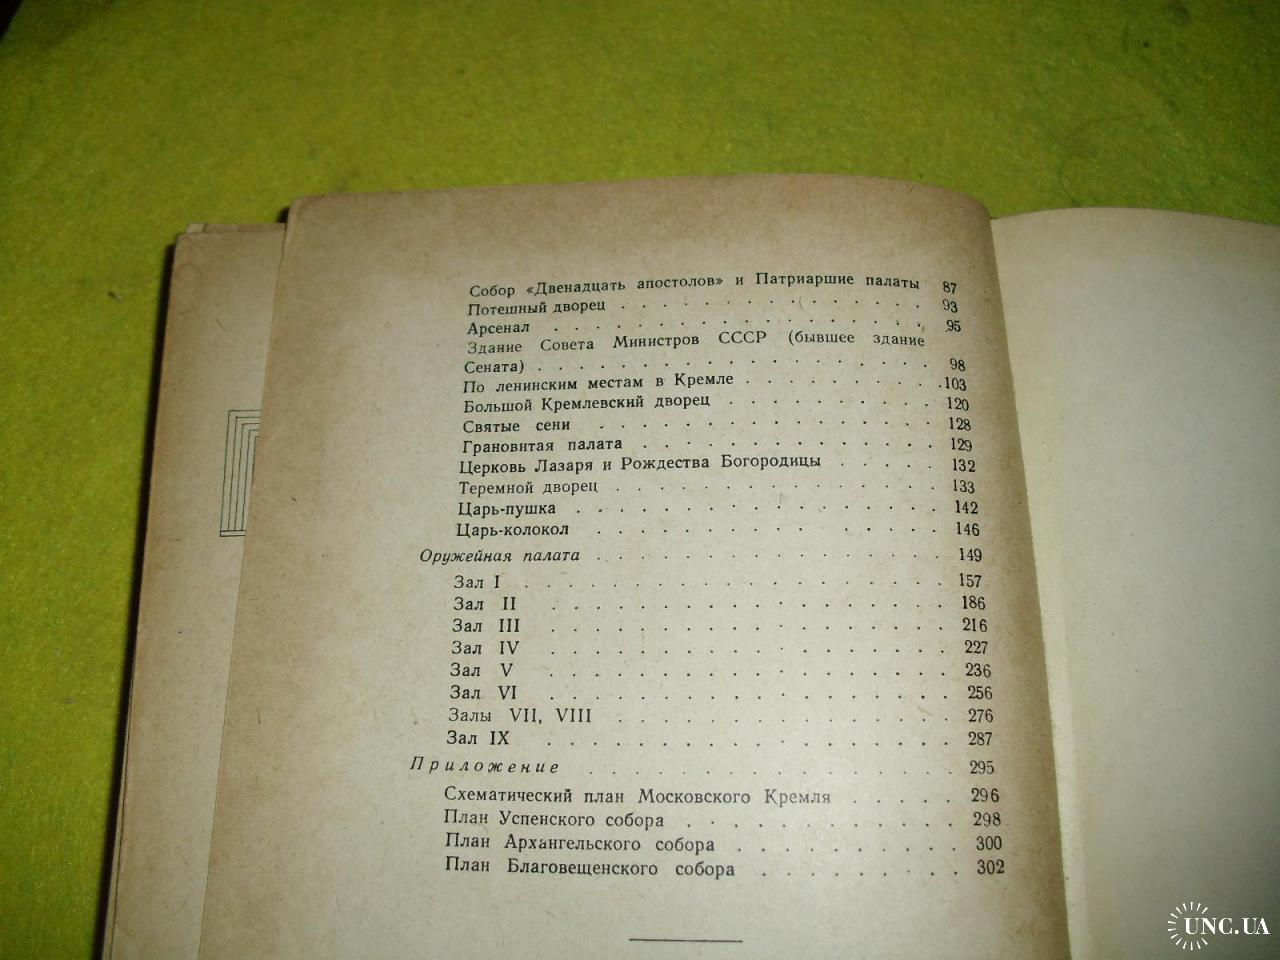 Собор «Двенадцать апостолов» и Патриаршие палаты 87
Потешный дворец . . . . . . . . . . . . . . 93
Арсенал . . . . . . . . . . . . . . . . . 95
Здание Совета Министров СССР (бывшее здание
Сената) . . . . . . . . . . . . . . . . . 98
По ленинским местам в Кремле . . . . . . . . . 103
Большой Кремлевский дворец . . . . . . . . . . 120
Святые сени . . . . . . . . . . . . . . . 128
Грановитая палата . . . . . . . . . . . . . 129
Церковь Лазаря и Рождества Богородицы . . . . . 132
Теремной дворец . . . . . . . . . . . . . . 133
Царь-пушка . . . . . . . . . . . . . . . . 142
Царь-колокол . . . . . . . . . . . . . . . 146
Оружейная палата . . . . . . . . . . . . . . . 149
Зал I . . . . . . . . . . . . . . . . . . 157
Зал II . . . . . . . . . . . . . . . . . 186
Зал III . . . . . . . . . . . . . . . . . 216
Зал IV . . . . . . . . . . . . . . . . . 227
Зал V . . . . . . . . . . . . . . . . . 236
Зал VI . . . . . . . . . . . . . . . . . 256
Залы VII, VIII . . . . . . . . . . . . . . 276
Зал IX . . . . . . . . . . . . . . . . . 287
Приложение . . . . . . . . . . . . . . . . 295
Схематический план Московского Кремля . . . . . 296
План Успенского собора . . . . . . . . . . . . 298
План Архангельского собора . . . . . . . . . . 300
План Благовещенского собора . . . . . . . . . 302
UNC.UA